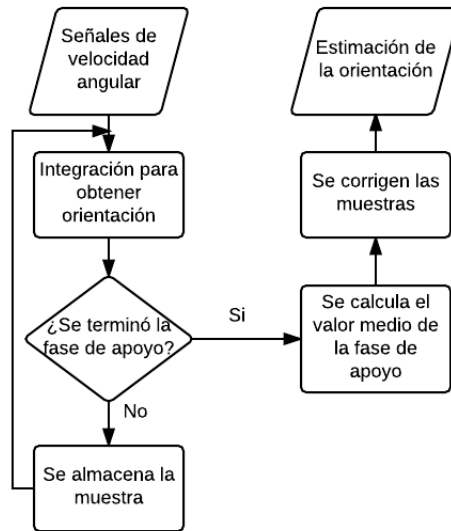 Señales de
velocidad
angular
Integración para
obtener
orientación
¿Se terminó la
fase de apoyo?
Si
No
Se almacena la
muestra
Se calcula el
valor medio de
la fase de
apoyo
Se corrigen las
muestras
Estimación de
la orientación